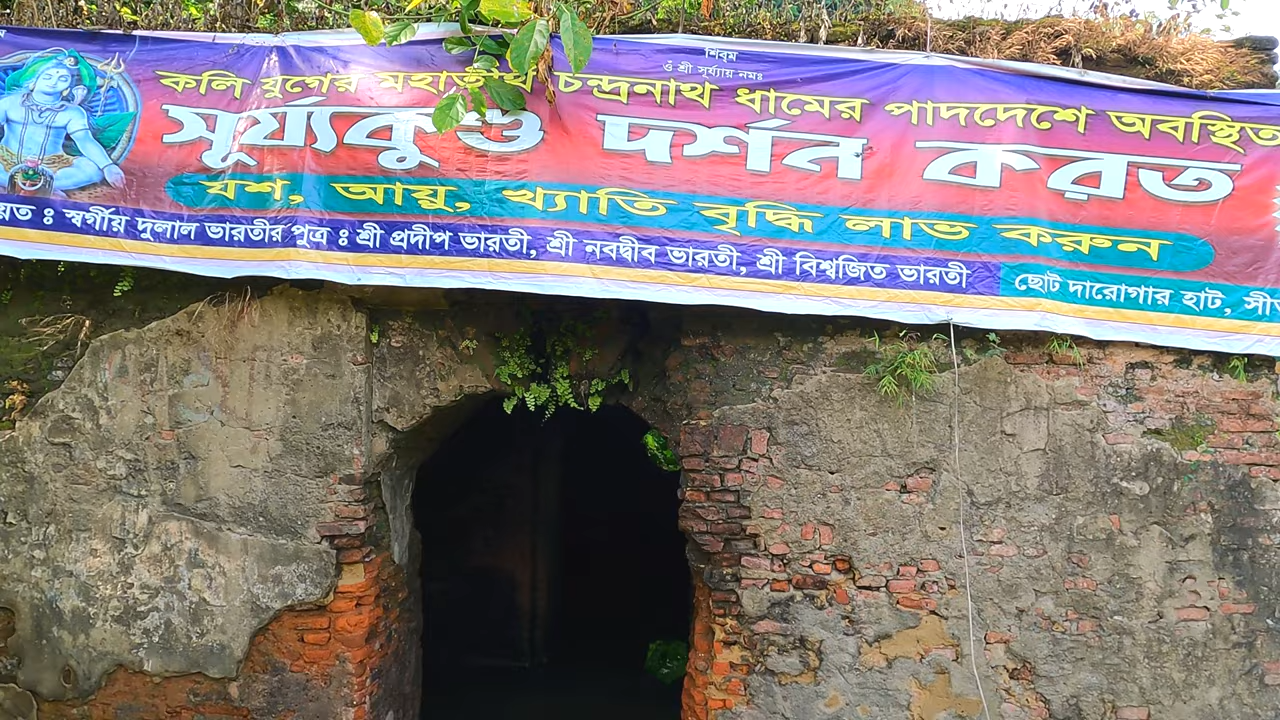 শিবম
ওঁ শ্রী সূর্য্যায় নমঃ
কলি যুগের মহাতীর্থ চন্দ্রনাথ ধামের পাদদেশে অবস্থিত
সূর্য্যকুণ্ড দর্শন করত
যশ, আয়ু, খ্যাতি বৃদ্ধি লাভ করুন
স্বর্গীয় দুলাল ভারতীর পুত্র ঃ শ্রী প্রদীপ ভারতী, শ্রী নবদ্বীব ভারতী, শ্রী বিশ্বজিত ভারতী
ছোট দারোগার হাট,